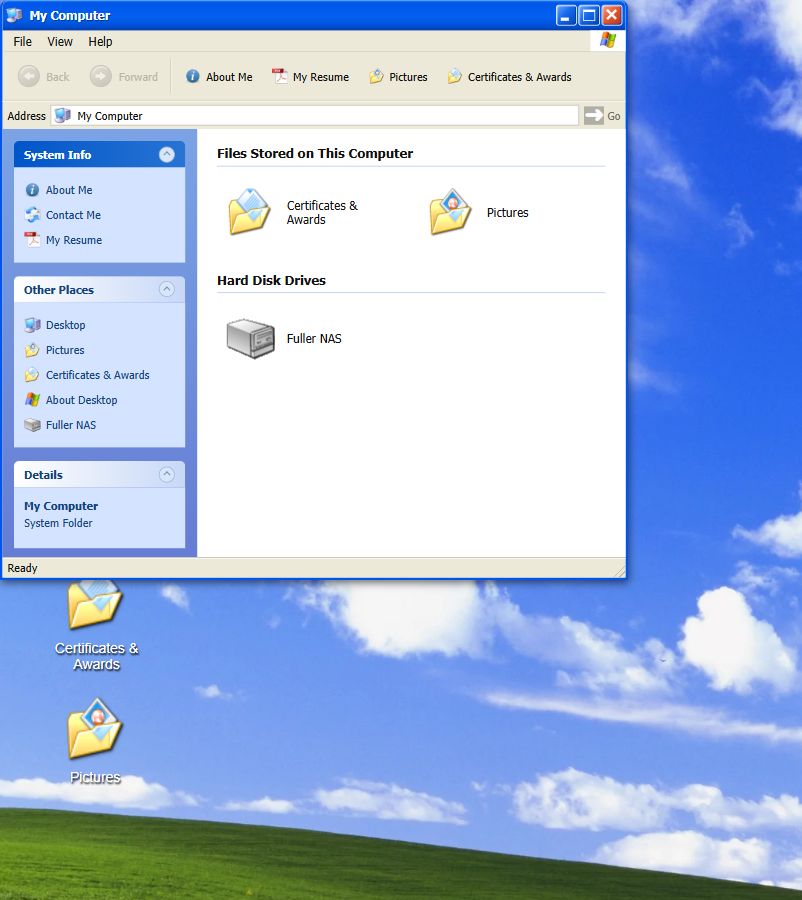 My Computer
File View Help
Back Forward About Me My Resume Pictures Certificates & Awards
Address My Computer Go
System Info
About Me
Contact Me
My Resume
Other Places
Desktop
Pictures
Certificates & Awards
About Desktop
Fuller NAS
Details
My Computer
System Folder
Files Stored on This Computer
Certificates &
Awards
Pictures
Hard Disk Drives
Fuller NAS
Ready
Certificates &
Awards
Pictures